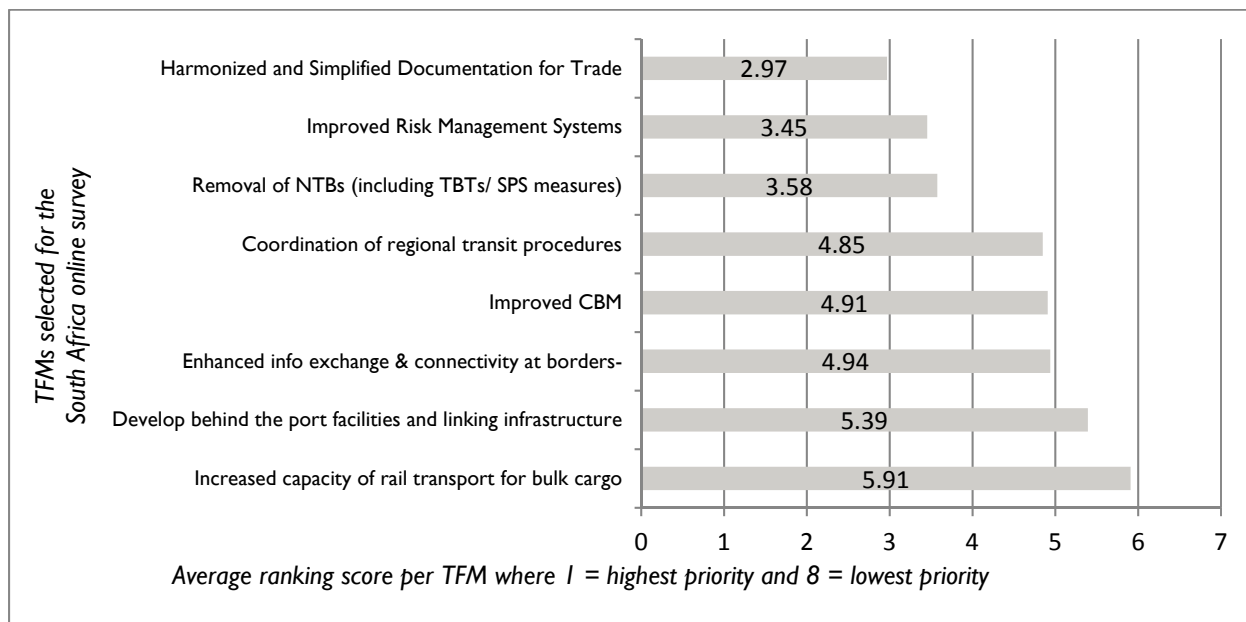 TFMs selected for the
South Africa online survey
Harmonized and Simplified Documentation for Trade
2.97
Improved Risk Management Systems
3.45
Removal of NTBs (including TBTs/ SPS measures)
3.58
Coordination of regional transit procedures
4.85
Improved CBM
4.91
Enhanced info exchange & connectivity at borders-
4.94
Develop behind the port facilities and linking infrastructure
5.39
Increased capacity of rail transport for bulk cargo
5.91
0 1 2 3 4 5 6 7
Average ranking score per TFM where 1 = highest priority and 8 = lowest priority